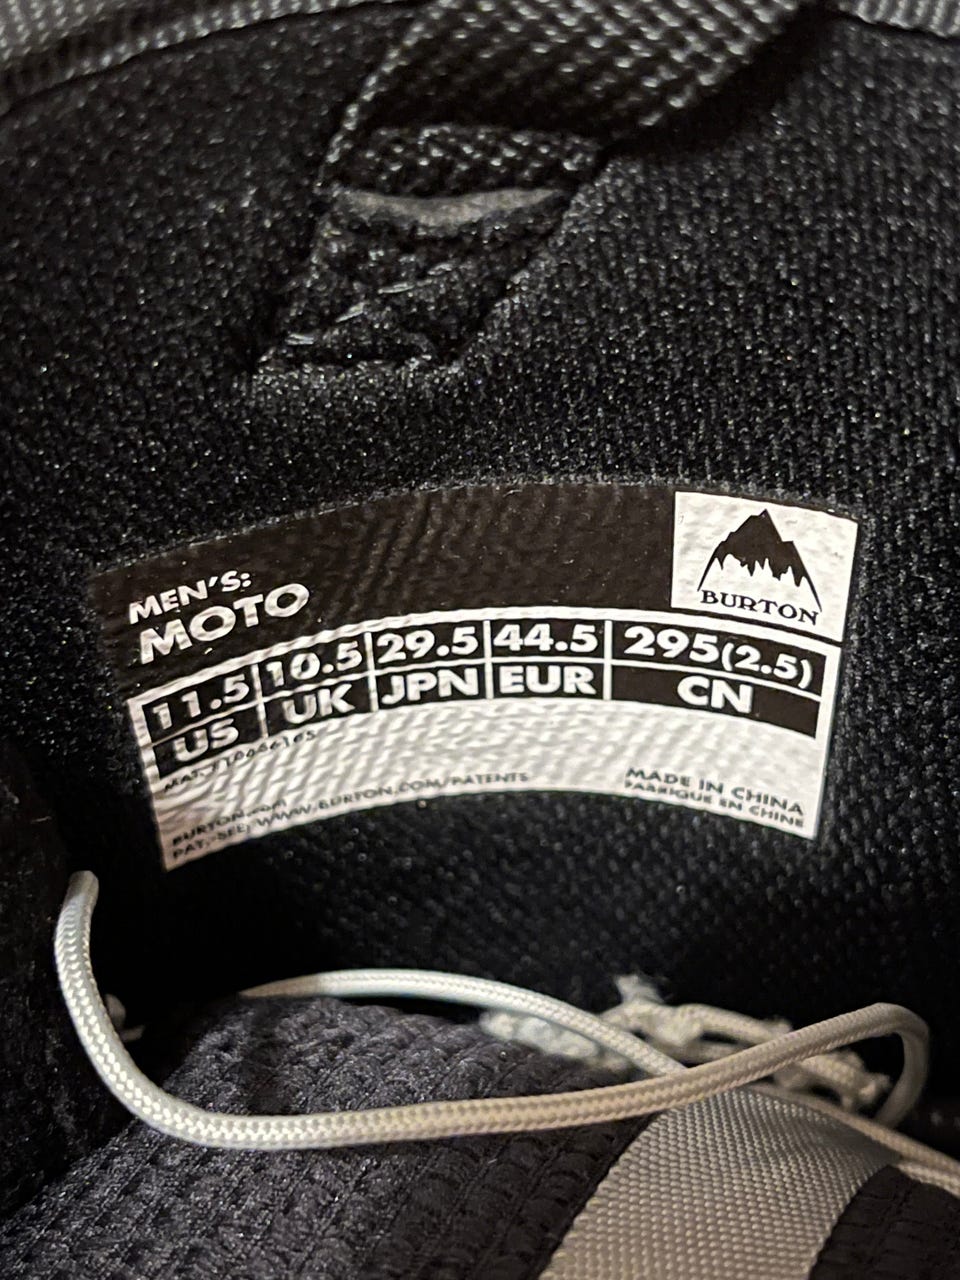 MEN'S:
MOTO
BURTON
11.5 10.5 29.5 44.5 295(2.5)
US UK JPN EUR CN
BURTON.COM
PAT.-SEE: WWW.BURTON.COM/PATENTS
MADE IN CHINA
FABRIQUE EN CHINE